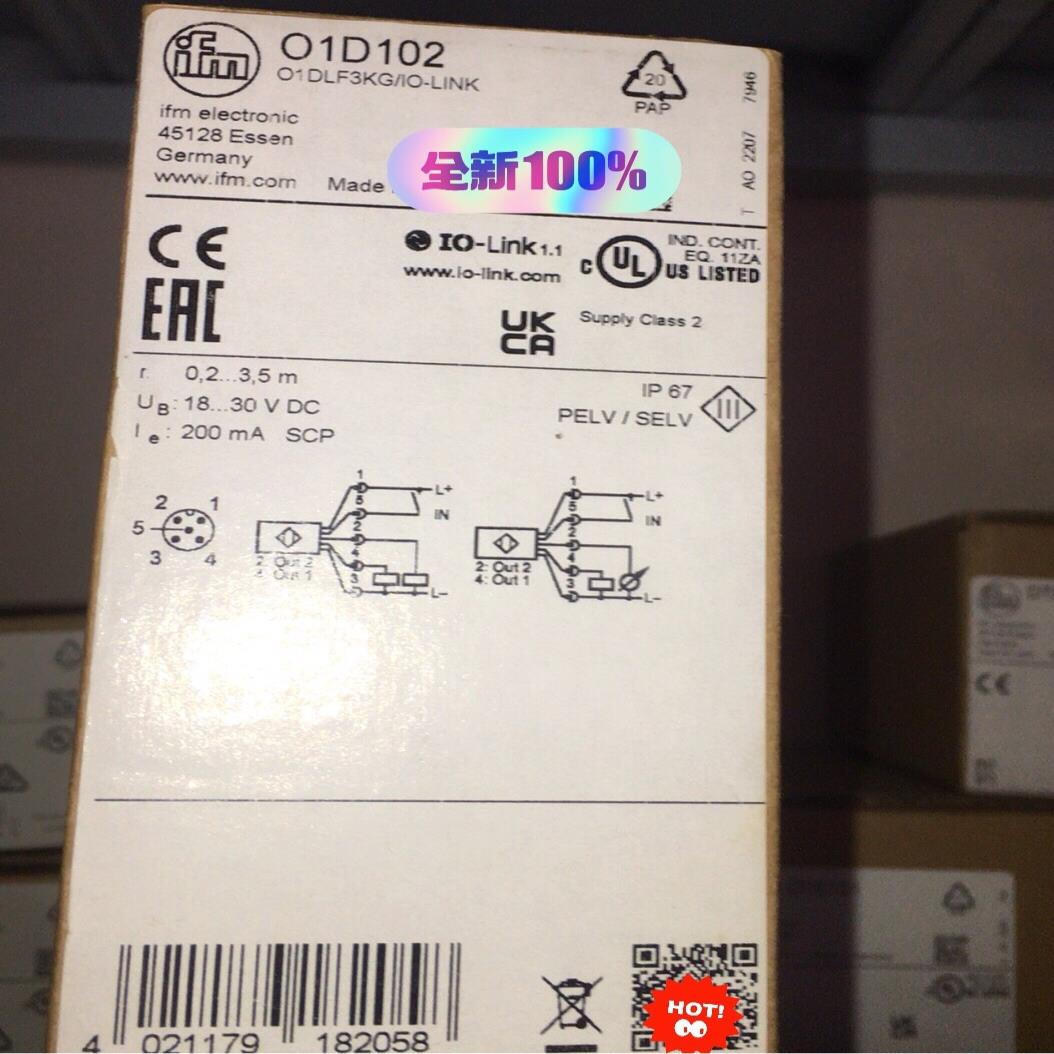 ifm
O1D102
O1DLF3KG/IO-LINK
20
PAP
7946
T AO 2207
ifm electronic
45128 Essen
Germany
www.ifm.com
Made
全新100%
CE
EAC
IO-Link 1.1
www.io-link.com
C UL US LISTED
IND. CONT.
EQ. 11ZA
UK
CA
Supply Class 2
r. 0,2...3,5 m
UB: 18...30 V DC
Ie: 200 mA SCP
IP 67
PELV / SELV
III
2 1
5
3 4
1
5
2
4
3
L+
IN
L–
2: Out 2
4: Out 1
1
5
2
4
3
L+
IN
L–
2: Out 2
4: Out 1
4 021179 182058
HOT!
CE